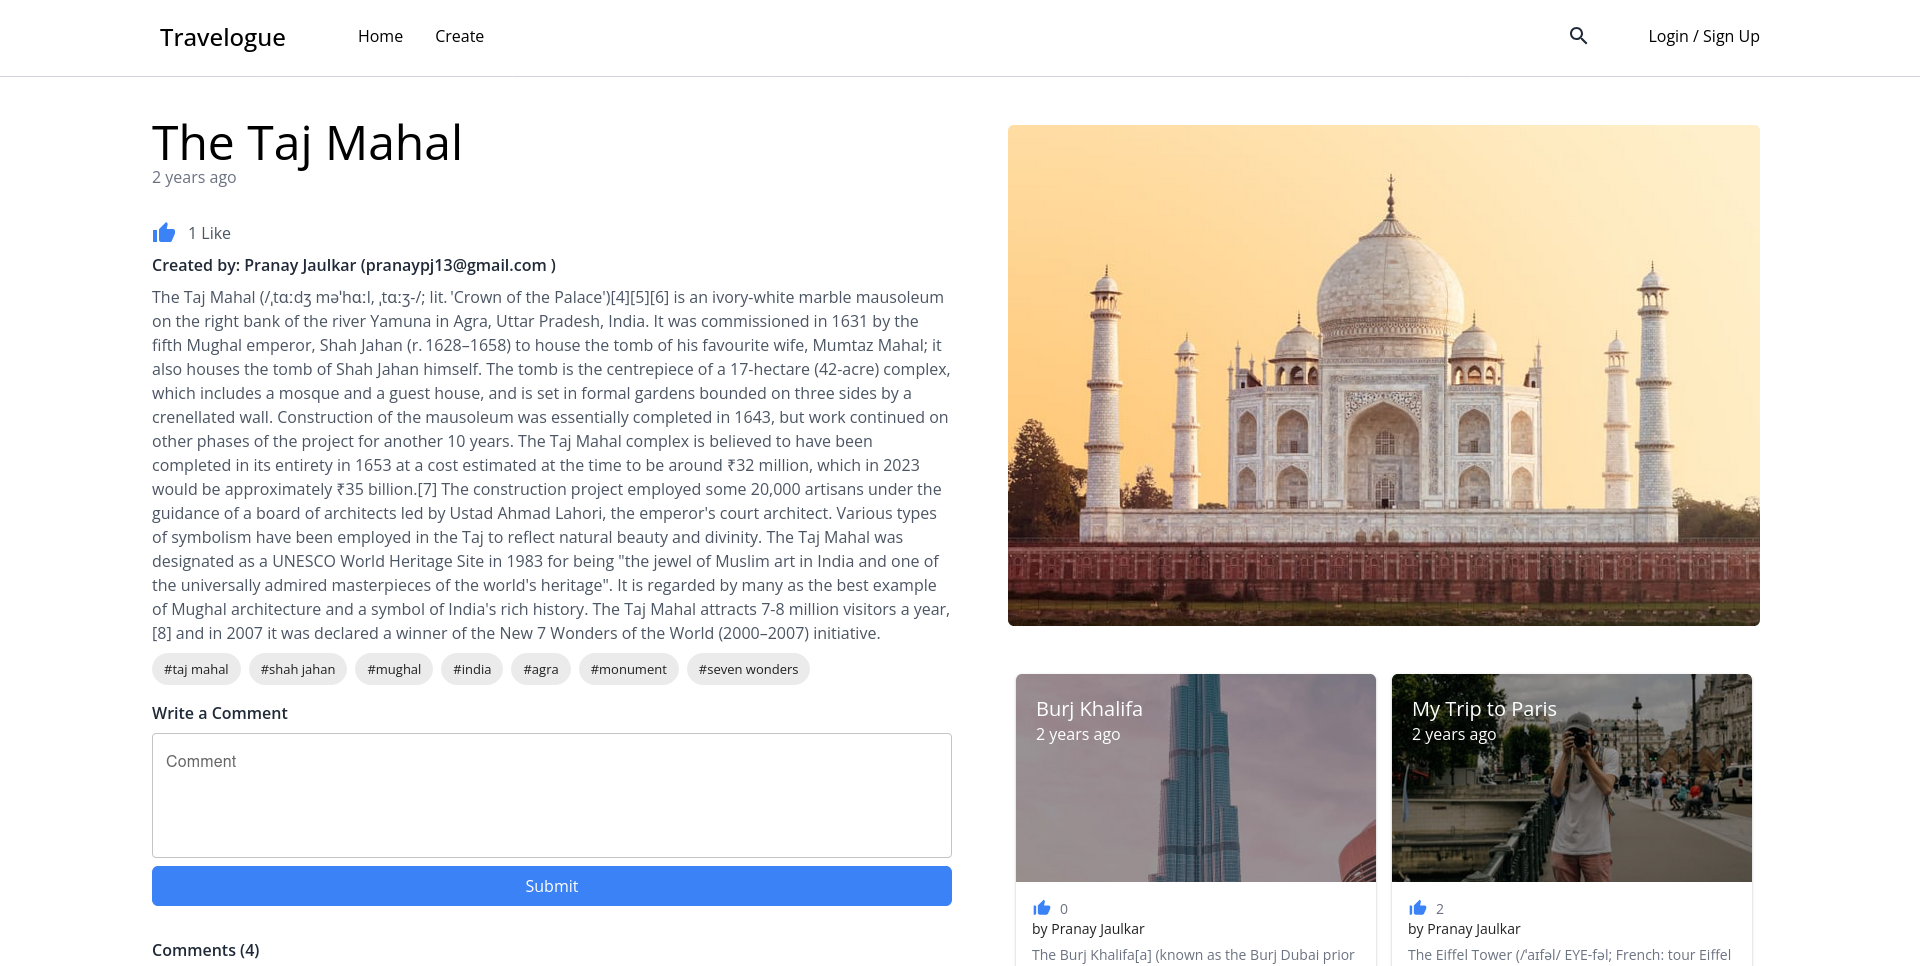 Travelogue
Home
Create
Login / Sign Up
The Taj Mahal
2 years ago
1 Like
Created by: Pranay Jaulkar (pranaypj13@gmail.com )
The Taj Mahal (/ˌtɑːdʒ məˈhɑːl, ˌtɑːʒ-/; lit. 'Crown of the Palace')[4][5][6] is an ivory-white marble mausoleum
on the right bank of the river Yamuna in Agra, Uttar Pradesh, India. It was commissioned in 1631 by the
fifth Mughal emperor, Shah Jahan (r. 1628–1658) to house the tomb of his favourite wife, Mumtaz Mahal; it
also houses the tomb of Shah Jahan himself. The tomb is the centrepiece of a 17-hectare (42-acre) complex,
which includes a mosque and a guest house, and is set in formal gardens bounded on three sides by a
crenellated wall. Construction of the mausoleum was essentially completed in 1643, but work continued on
other phases of the project for another 10 years. The Taj Mahal complex is believed to have been
completed in its entirety in 1653 at a cost estimated at the time to be around ₹32 million, which in 2023
would be approximately ₹35 billion.[7] The construction project employed some 20,000 artisans under the
guidance of a board of architects led by Ustad Ahmad Lahori, the emperor's court architect. Various types
of symbolism have been employed in the Taj to reflect natural beauty and divinity. The Taj Mahal was
designated as a UNESCO World Heritage Site in 1983 for being "the jewel of Muslim art in India and one of
the universally admired masterpieces of the world's heritage". It is regarded by many as the best example
of Mughal architecture and a symbol of India's rich history. The Taj Mahal attracts 7-8 million visitors a year,
[8] and in 2007 it was declared a winner of the New 7 Wonders of the World (2000–2007) initiative.
#taj mahal
#shah jahan
#mughal
#india
#agra
#monument
#seven wonders
Write a Comment
Comment
Submit
Comments (4)
Burj Khalifa
2 years ago
0
by Pranay Jaulkar
The Burj Khalifa[a] (known as the Burj Dubai prior
My Trip to Paris
2 years ago
2
by Pranay Jaulkar
The Eiffel Tower (/ˈaɪfəl/ EYE-fəl; French: tour Eiffel